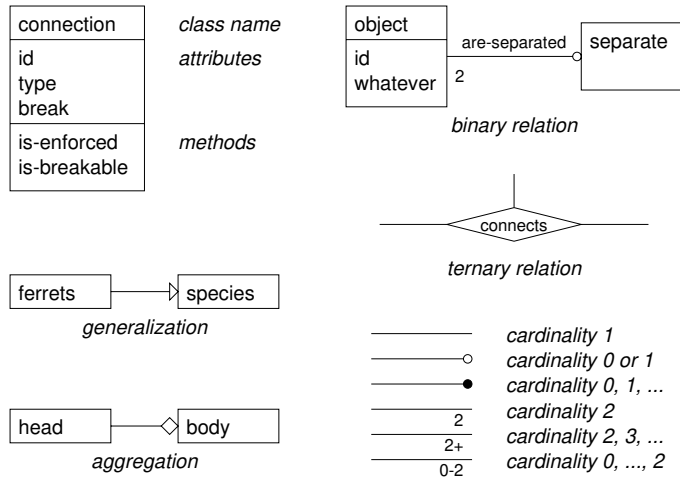 connection
class name
id
attributes
type
break
is-enforced
methods
is-breakable
object
id
whatever
are-separated
2
separate
binary relation
connects
ternary relation
ferrets
species
generalization
head
body
aggregation
cardinality 1
cardinality 0 or 1
cardinality 0, 1, ...
2
cardinality 2
2+
cardinality 2, 3, ...
0-2
cardinality 0, ..., 2